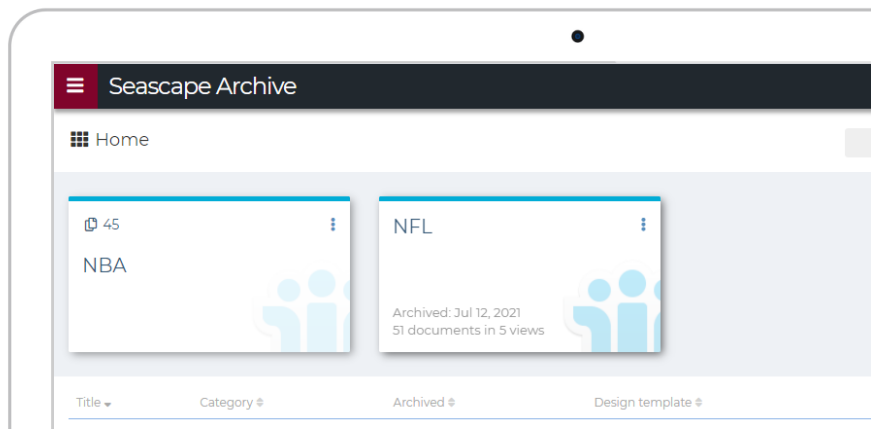 Seascape Archive
Home
45
NBA
NFL
Archived: Jul 12, 2021
51 documents in 5 views
Title
Category
Archived
Design template